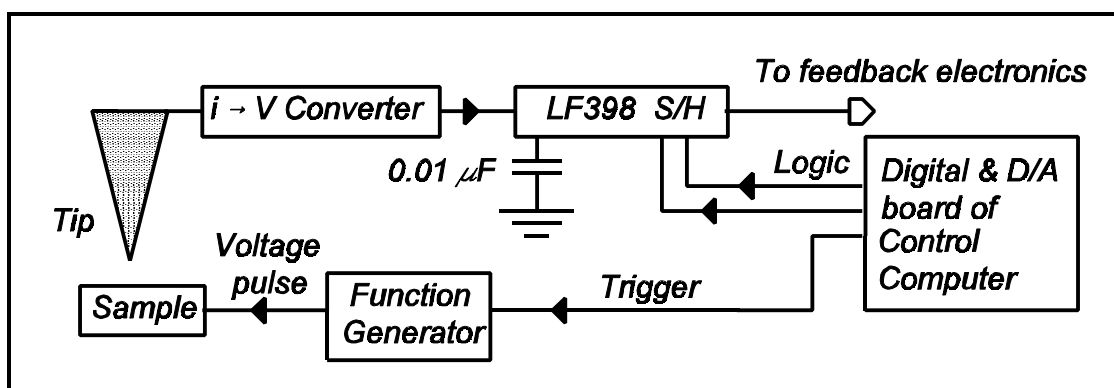 To feedback electronics
i → V Converter
LF398 S/H
0.01 μF
Logic
Digital & D/A
board of
Control
Computer
Tip
Voltage
pulse
Trigger
Sample
Function
Generator